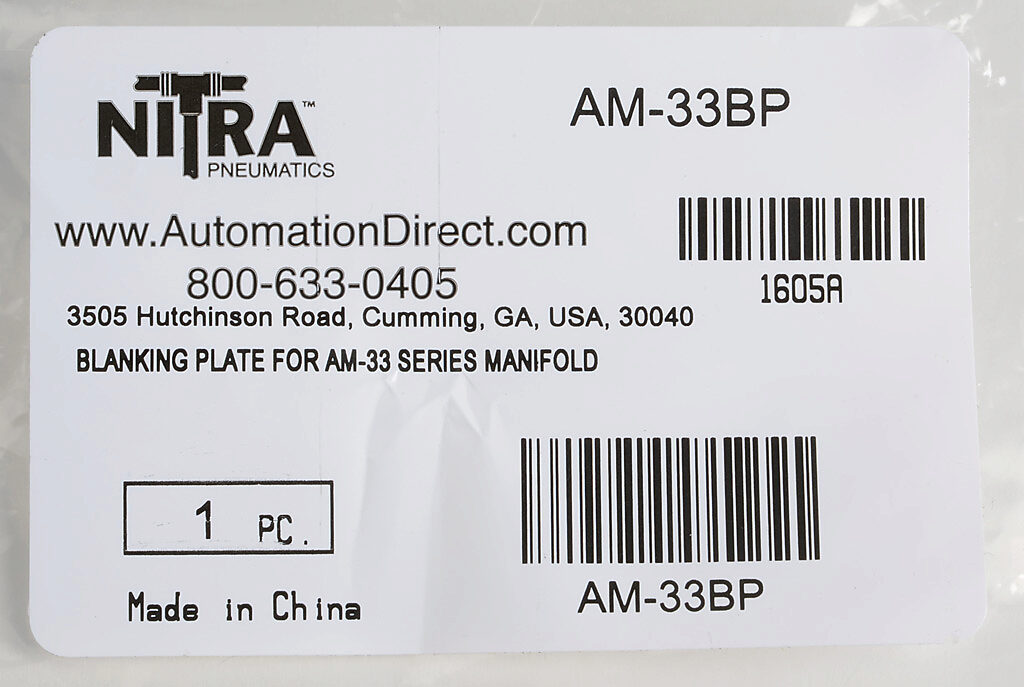 NITRA™
PNEUMATICS
AM-33BP
www.AutomationDirect.com
800-633-0405
1605A
3505 Hutchinson Road, Cumming, GA, USA, 30040
BLANKING PLATE FOR AM-33 SERIES MANIFOLD
1 PC.
AM-33BP
Made in China